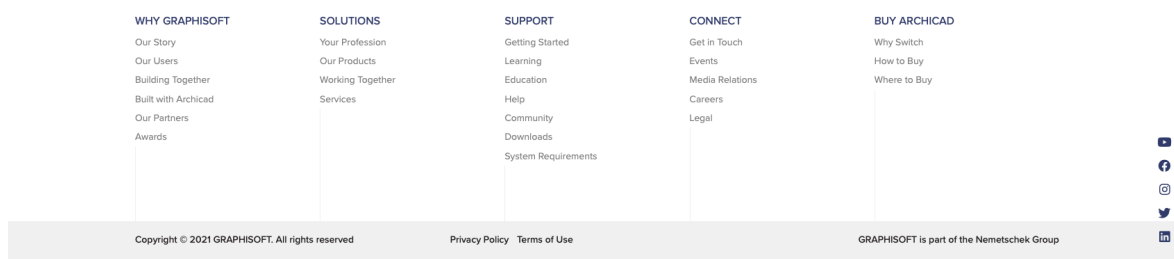 WHY GRAPHISOFT
Our Story
Our Users
Building Together
Built with Archicad
Our Partners
Awards
SOLUTIONS
Your Profession
Our Products
Working Together
Services
SUPPORT
Getting Started
Learning
Education
Help
Community
Downloads
System Requirements
CONNECT
Get in Touch
Events
Media Relations
Careers
Legal
BUY ARCHICAD
Why Switch
How to Buy
Where to Buy
Copyright © 2021 GRAPHISOFT. All rights reserved
Privacy Policy Terms of Use
GRAPHISOFT is part of the Nemetschek Group